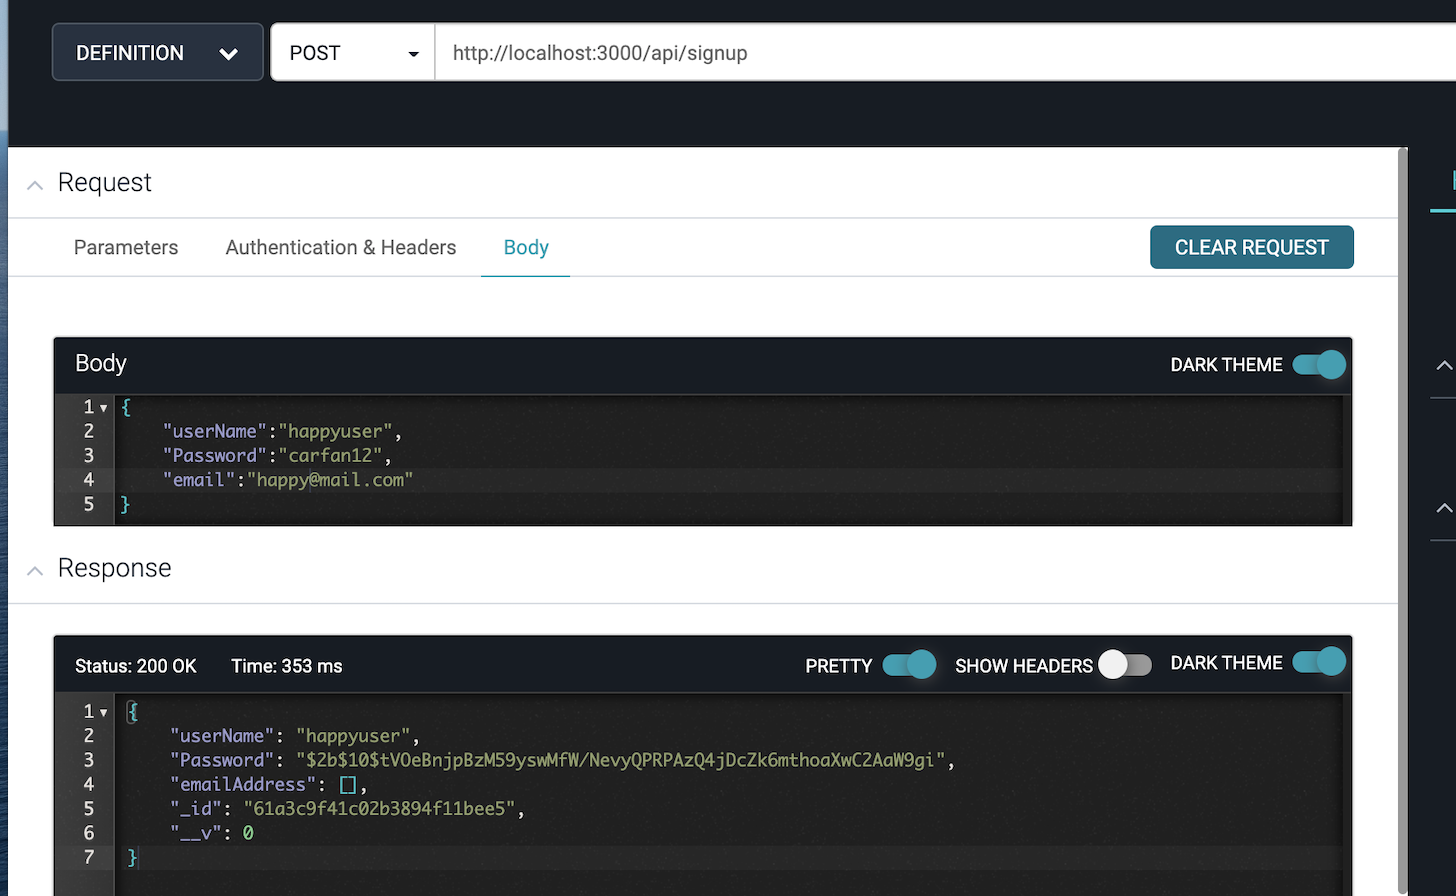 DEFINITION POST http://localhost:3000/api/signup
Request
Parameters Authentication & Headers Body CLEAR REQUEST
Body DARK THEME
1 {
2 "userName":"happyuser",
3 "Password":"carfan12",
4 "email":"happy@mail.com"
5 }
Response
Status: 200 OK Time: 353 ms PRETTY SHOW HEADERS DARK THEME
1 {
2 "userName": "happyuser",
3 "Password": "$2b$10$tVOeBnjpBzM59yswMfW/NevyQPRPAzQ4jDcZk6mthoaXwC2AaW9gi",
4 "emailAddress": [],
5 "_id": "61a3c9f41c02b3894f11bee5",
6 "__v": 0
7 }